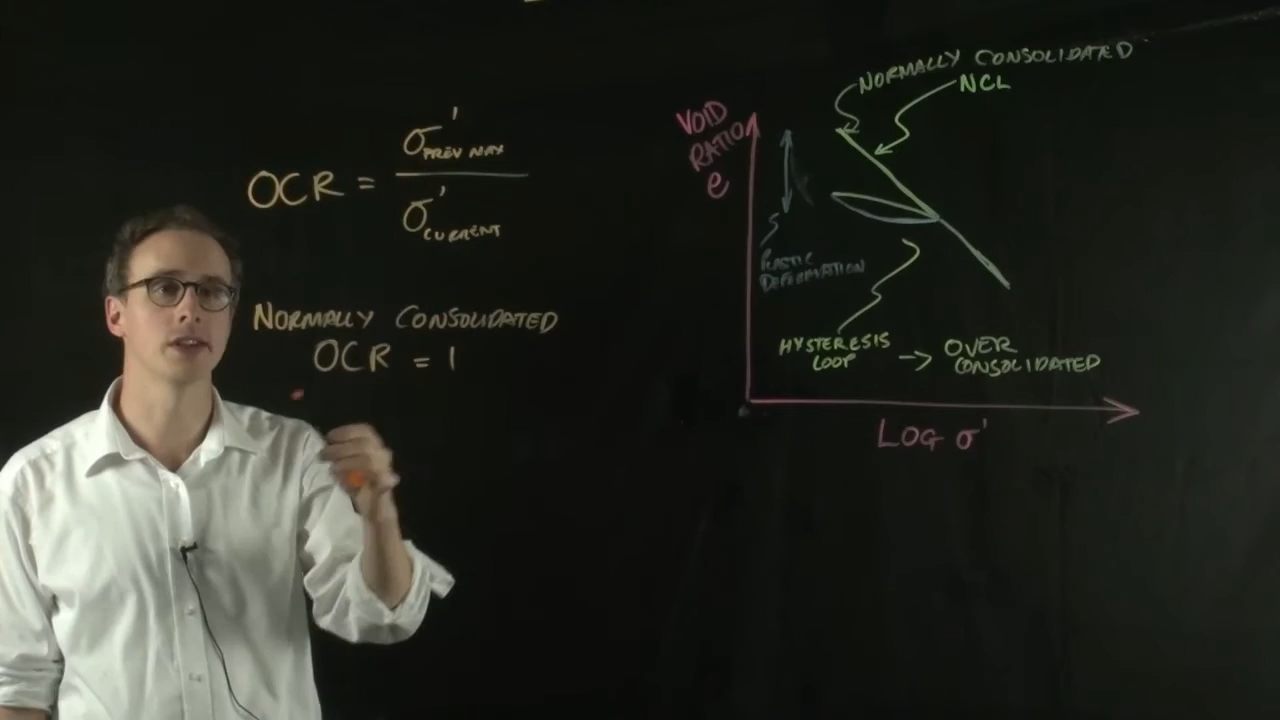 OCR = σ'PREV MAX / σ'CURRENT
NORMALLY CONSOLIDATED
OCR = 1
NORMALLY CONSOLIDATED
NCL
VOID
RATIO
e
PLASTIC
DEFORMATION
HYSTERESIS
LOOP
→ OVER
CONSOLIDATED
LOG σ'